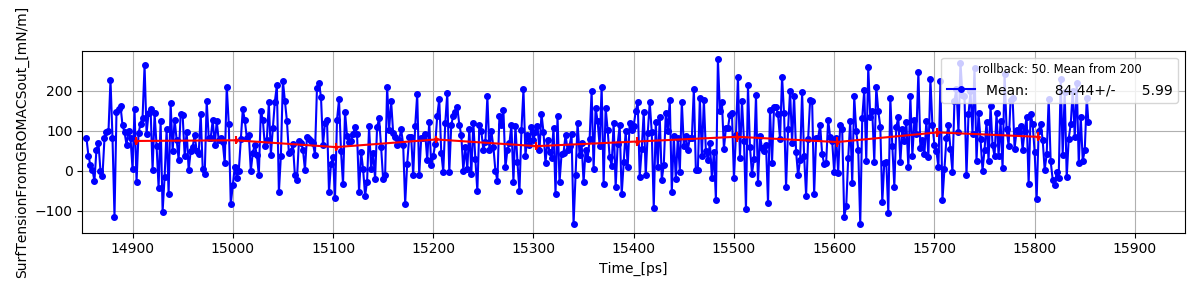 SurfTensionFromGROMACSout_[mN/m]
200
100
0
−100
rollback: 50. Mean from 200
Mean: 84.44+/- 5.99
14900 15000 15100 15200 15300 15400 15500 15600 15700 15800 15900
Time_[ps]